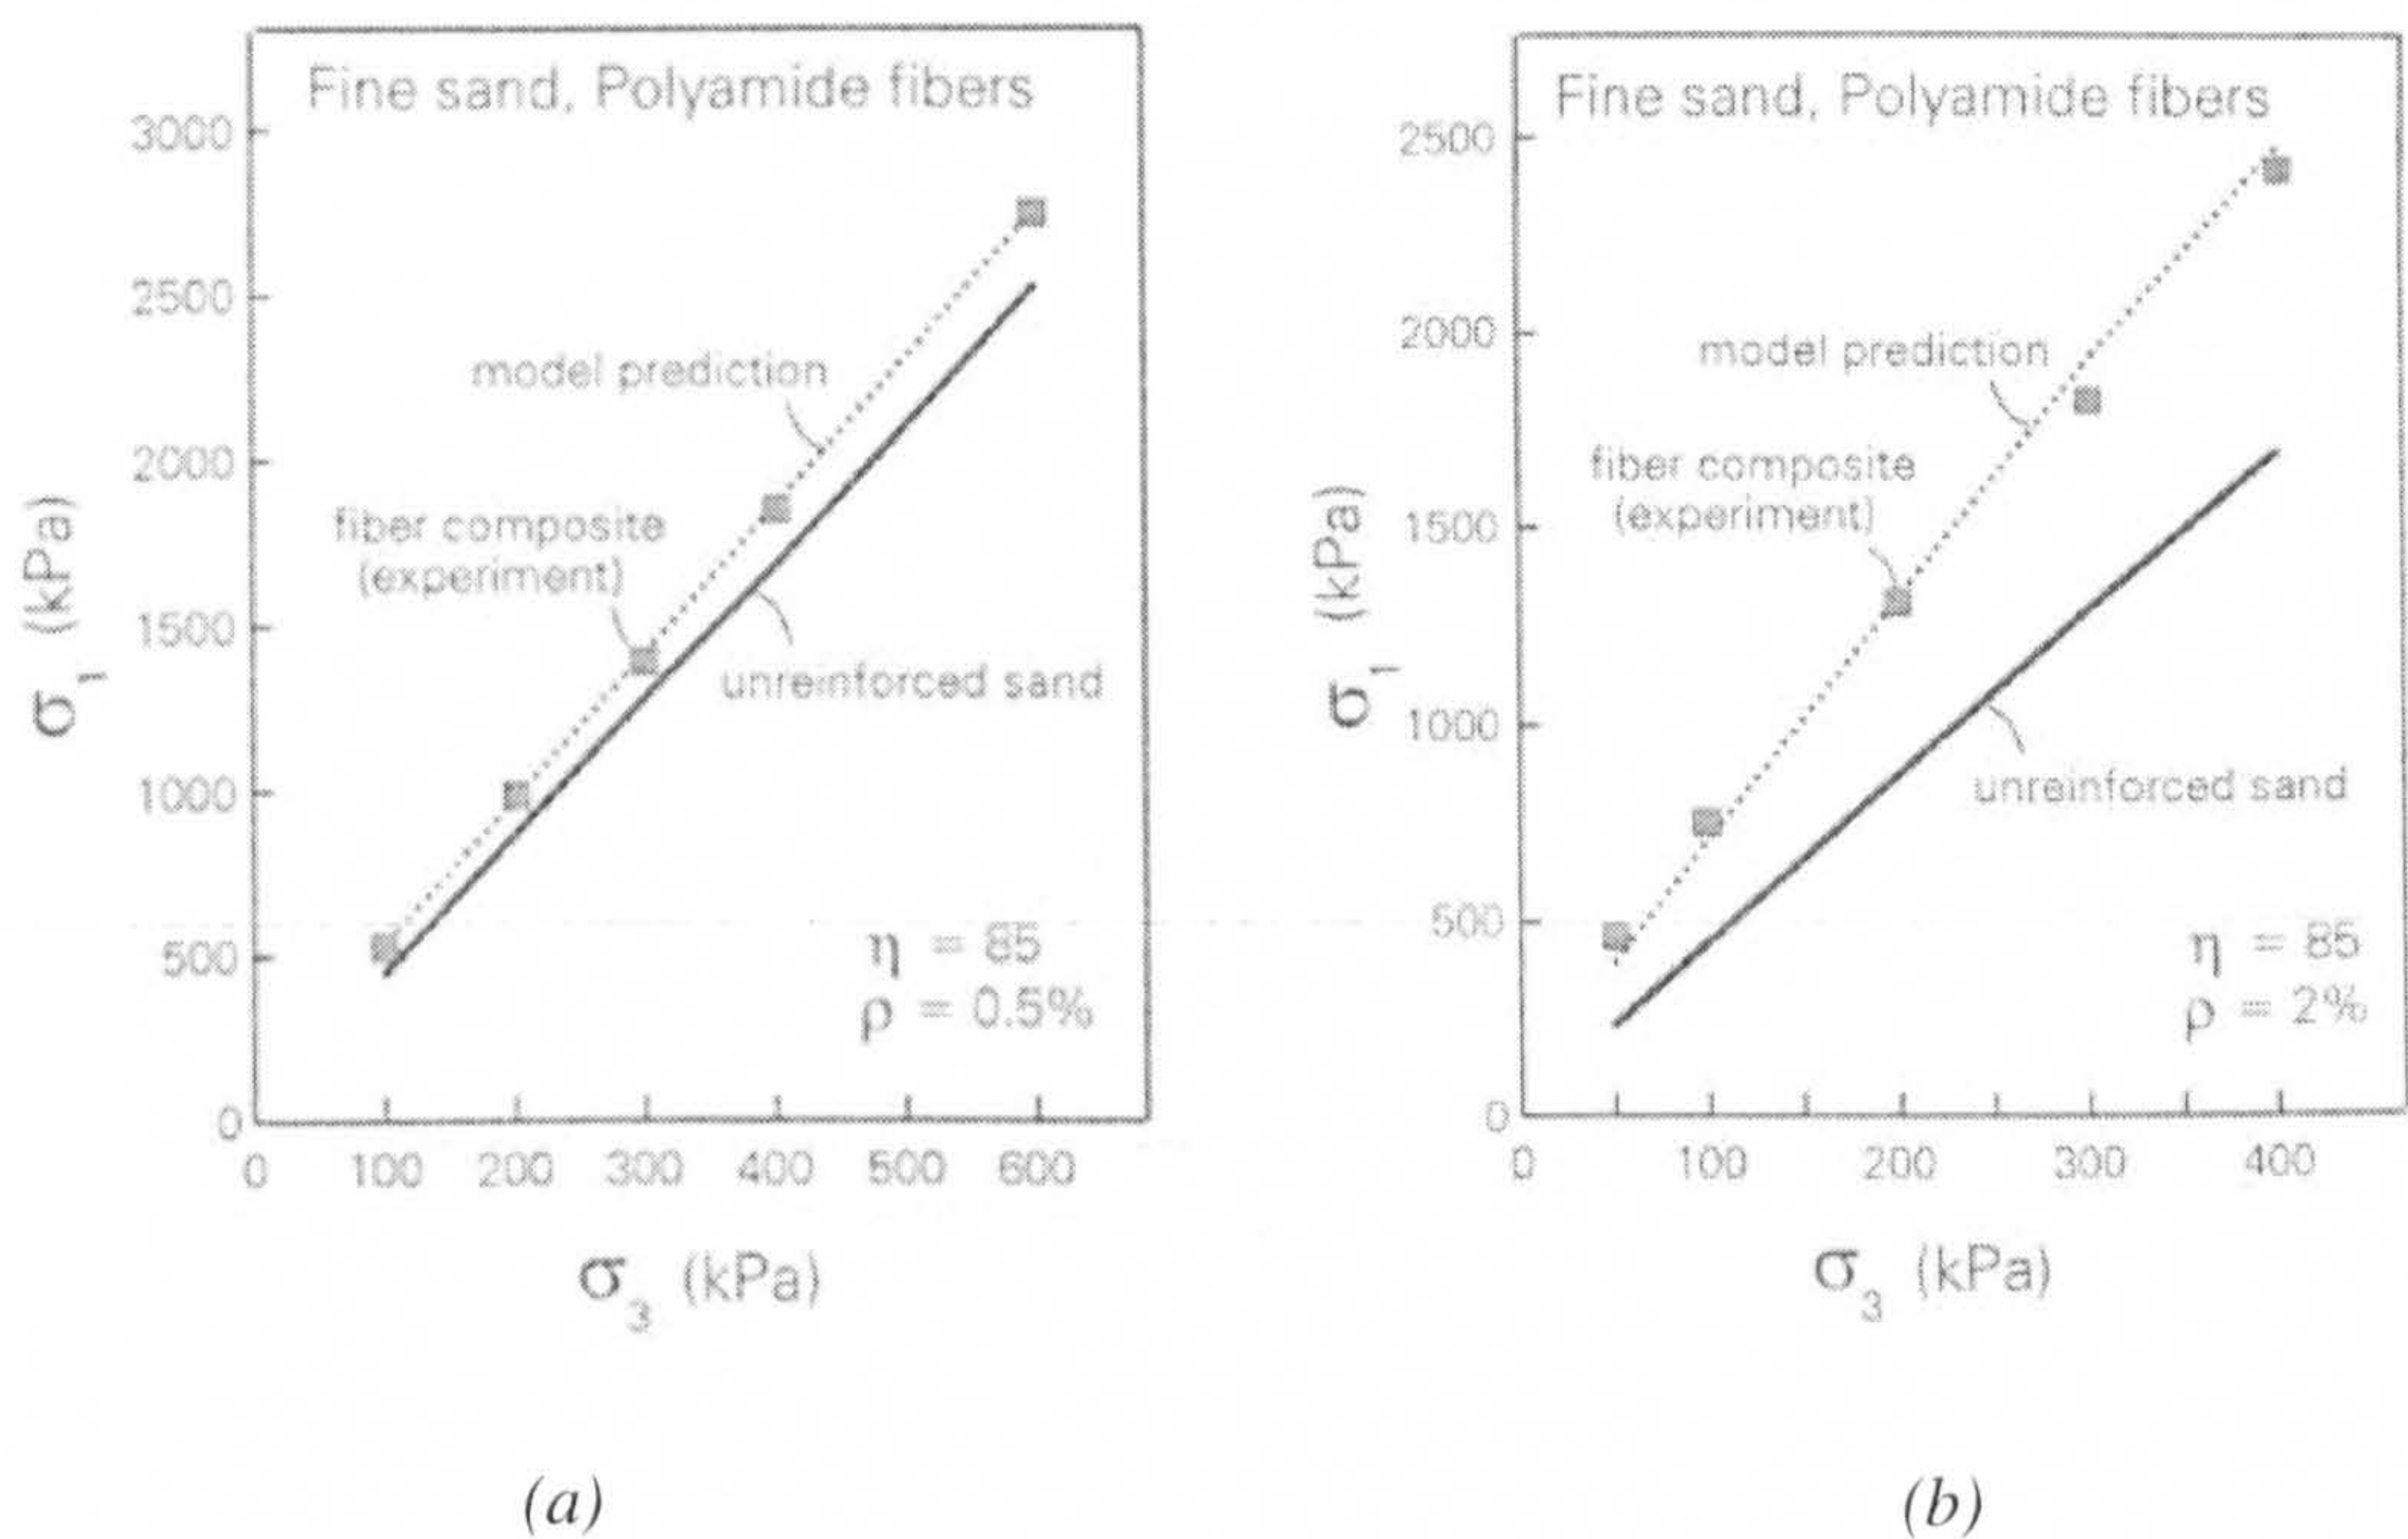 Fine sand, Polyamide fibers
3000
2500
2000
1500
1000
500
0
σ1 (kPa)
model prediction
fiber composite
(experiment)
unreinforced sand
η = 85
ρ = 0.5%
0 100 200 300 400 500 600
σ3 (kPa)
(a)
Fine sand, Polyamide fibers
2500
2000
1500
1000
500
0
σ1 (kPa)
model prediction
fiber composite
(experiment)
unreinforced sand
η = 85
ρ = 2%
0 100 200 300 400
σ3 (kPa)
(b)